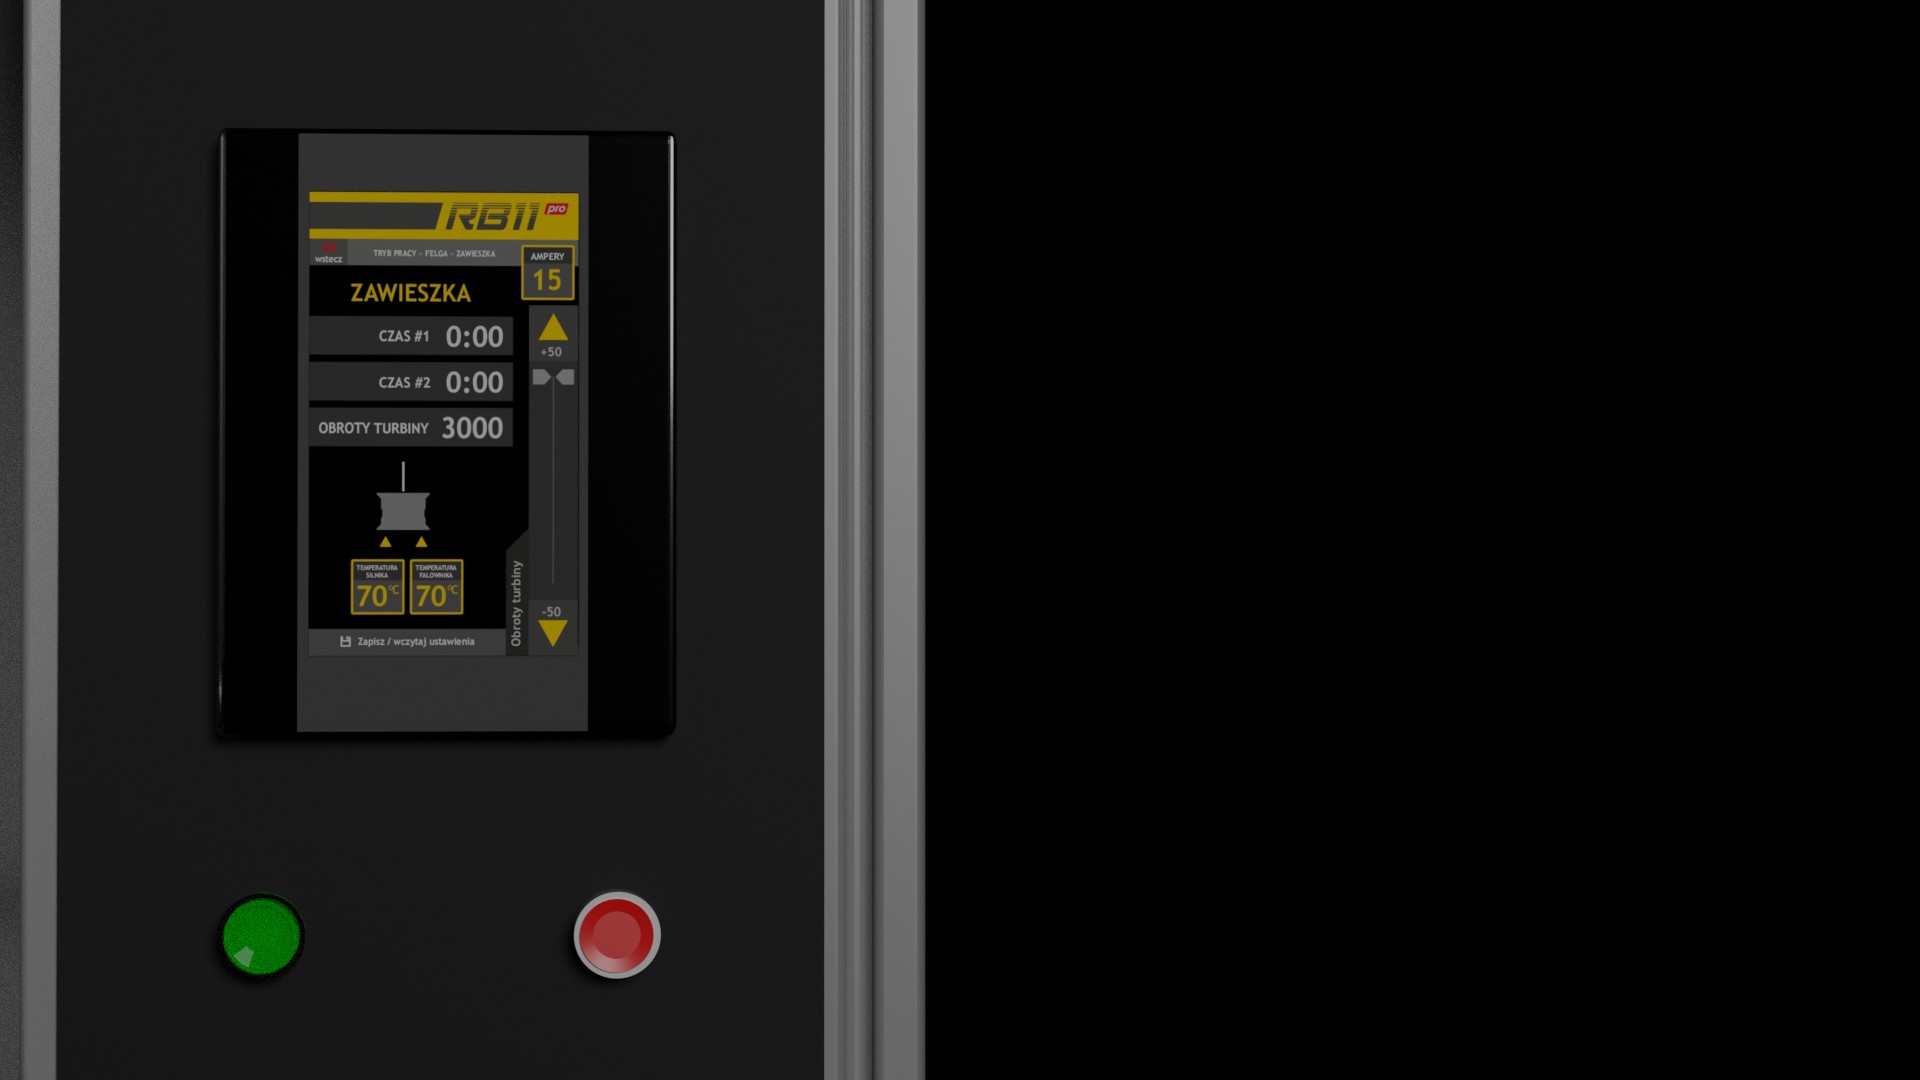 RB11 pro
wstecz
TRYB PRACY - FELGA - ZAWIESZKA
AMPERY
15
ZAWIESZKA
CZAS #1 0:00
+50
CZAS #2 0:00
OBROTY TURBINY 3000
TEMPERATURA
SILNIKA
70°C
TEMPERATURA
FALOWNIKA
70°C
Obroty turbiny
-50
Zapisz / wczytaj ustawienia